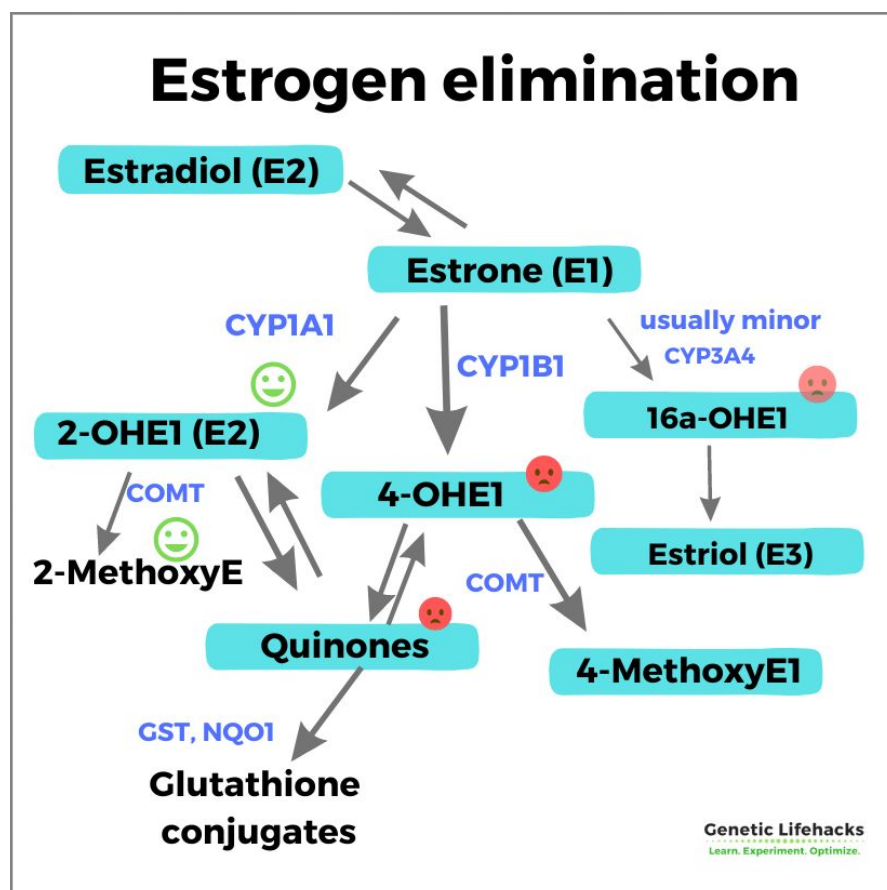 Estrogen elimination
Estradiol (E2)
Estrone (E1)
CYP1A1
CYP1B1
usually minor
CYP3A4
2-OHE1 (E2)
16a-OHE1
COMT
4-OHE1
2-MethoxyE
Estriol (E3)
COMT
Quinones
4-MethoxyE1
GST, NQO1
Glutathione
conjugates
Genetic Lifehacks
Learn. Experiment. Optimize.